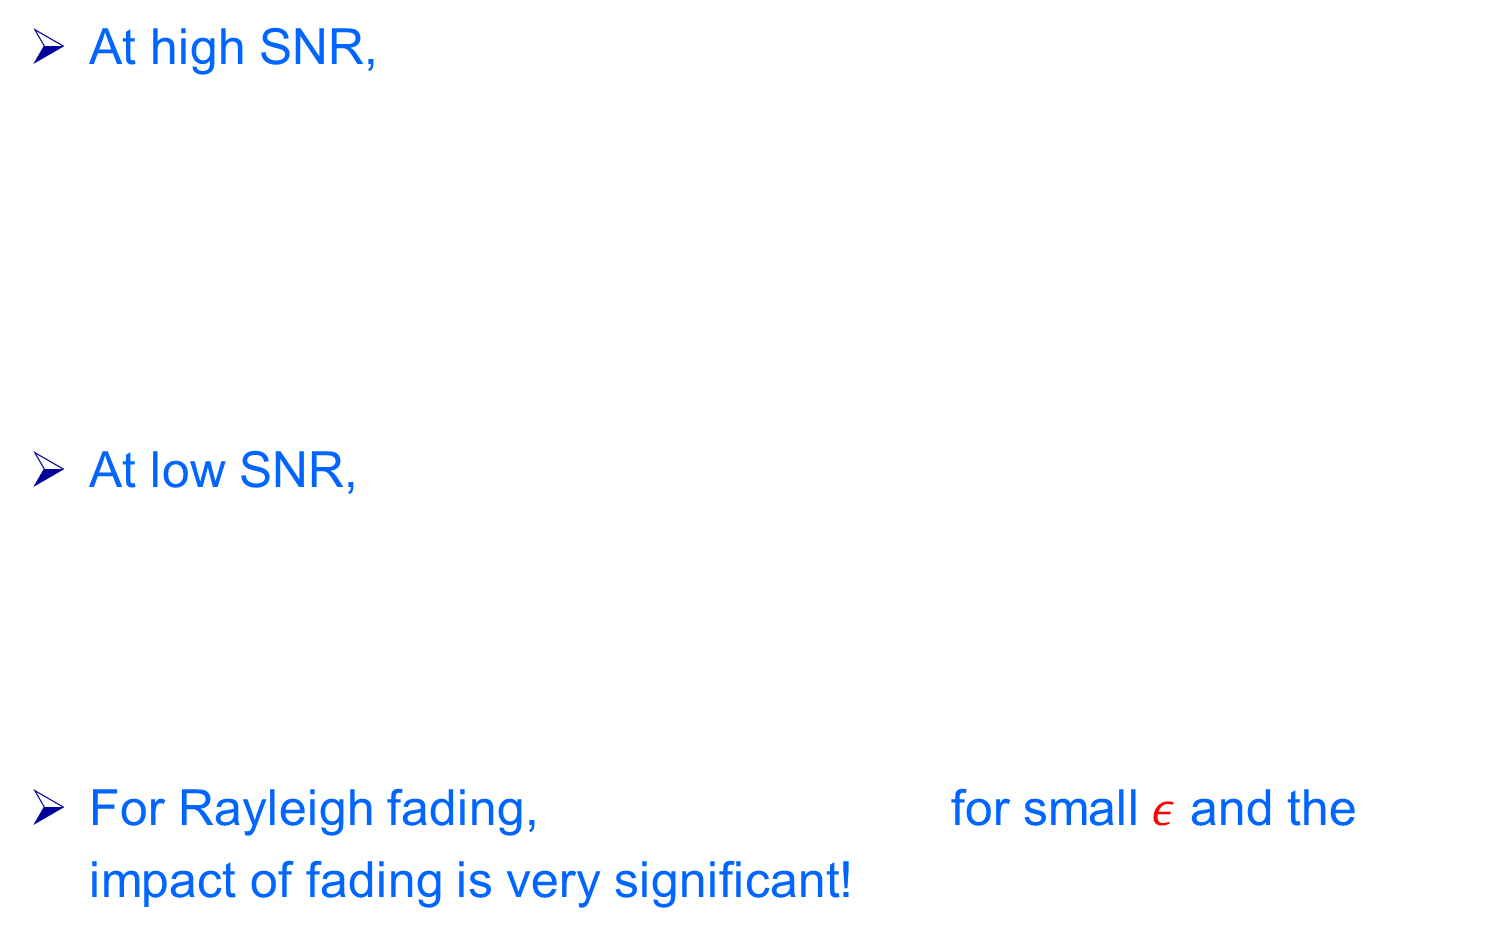 ➢ At high SNR,
➢ At low SNR,
➢ For Rayleigh fading, for small ϵ and the
impact of fading is very significant!